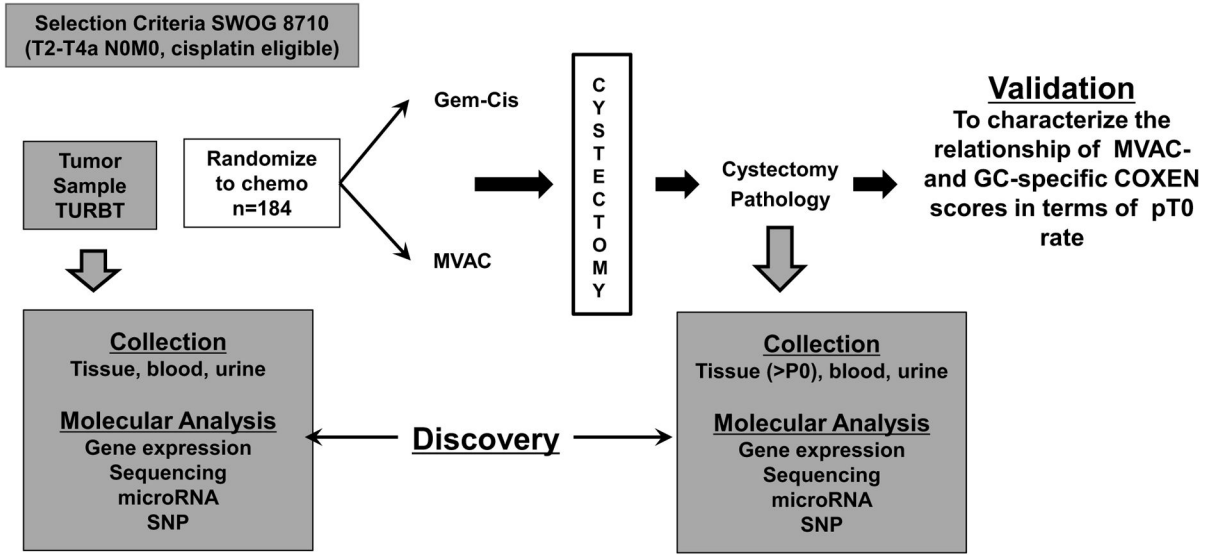 Selection Criteria SWOG 8710
(T2-T4a N0M0, cisplatin eligible)
Tumor
Sample
TURBT
Randomize
to chemo
n=184
Gem-Cis
MVAC
C
Y
S
T
E
C
T
O
M
Y
Cystectomy
Pathology
Validation
To characterize the
relationship of MVAC-
and GC-specific COXEN
scores in terms of pT0
rate
Collection
Tissue, blood, urine
Molecular Analysis
Gene expression
Sequencing
microRNA
SNP
Discovery
Collection
Tissue (>P0), blood, urine
Molecular Analysis
Gene expression
Sequencing
microRNA
SNP